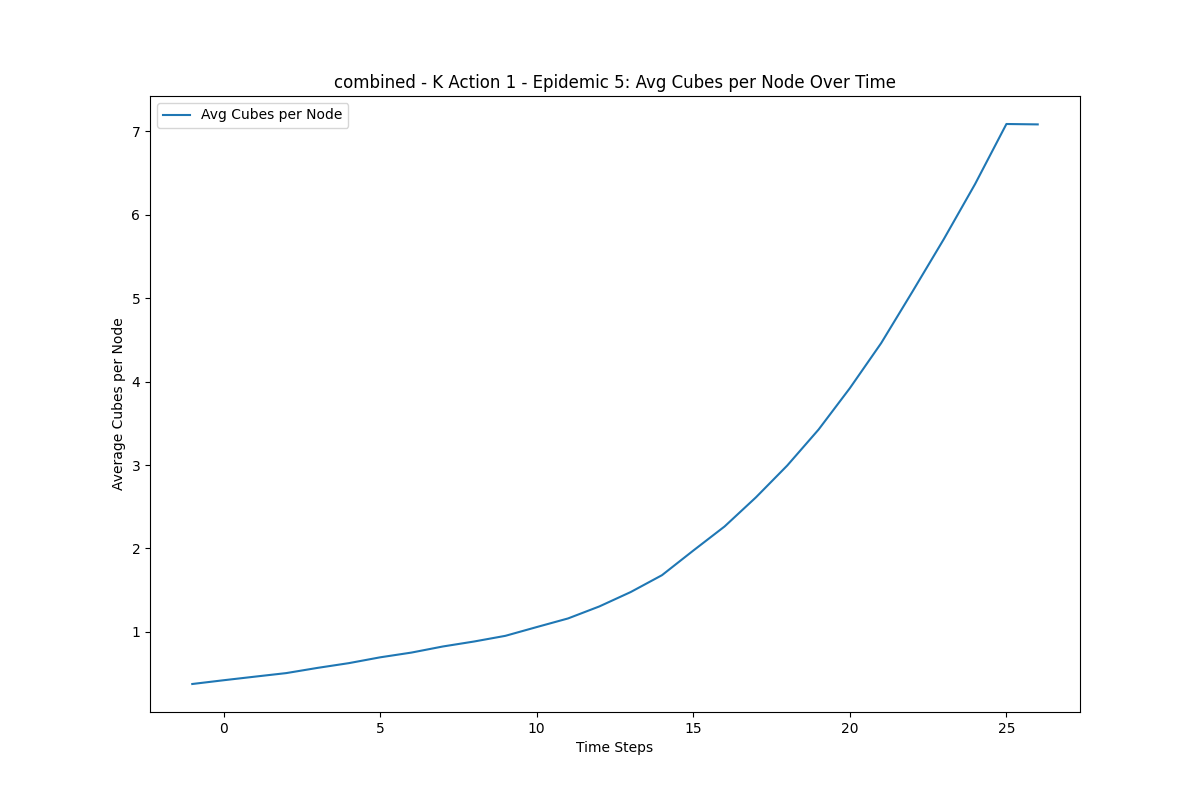 combined - K Action 1 - Epidemic 5: Avg Cubes per Node Over Time
Avg Cubes per Node
7
6
5
4
3
2
1
Average Cubes per Node
0 5 10 15 20 25
Time Steps